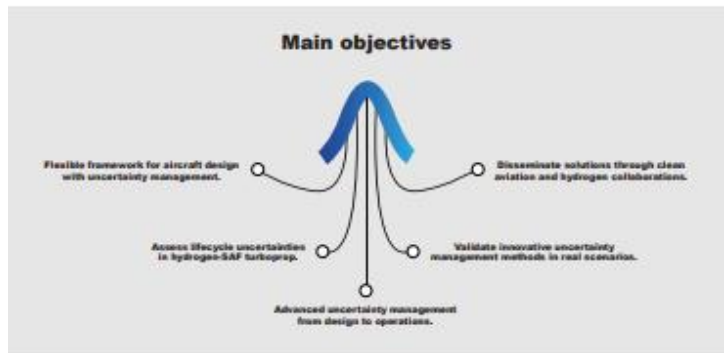 Main objectives
Flexible framework for aircraft design
with uncertainty management.
Disseminate solutions through clean
aviation and hydrogen collaborations.
Assess lifecycle uncertainties
in hydrogen-SAF turboprop.
Validate innovative uncertainty
management methods in real scenarios.
Advanced uncertainty management
from design to operations.